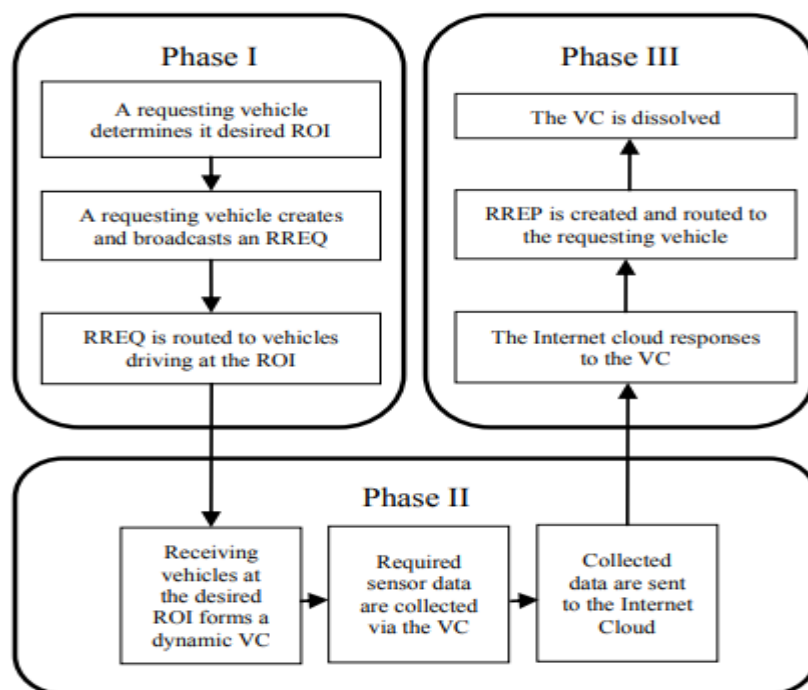 Phase I
A requesting vehicle
determines it desired ROI
A requesting vehicle creates
and broadcasts an RREQ
RREQ is routed to vehicles
driving at the ROI
Phase II
Receiving
vehicles at
the desired
ROI forms a
dynamic VC
Required
sensor data
are collected
via the VC
Collected
data are sent
to the Internet
Cloud
Phase III
The VC is dissolved
RREP is created and routed to
the requesting vehicle
The Internet cloud responses
to the VC